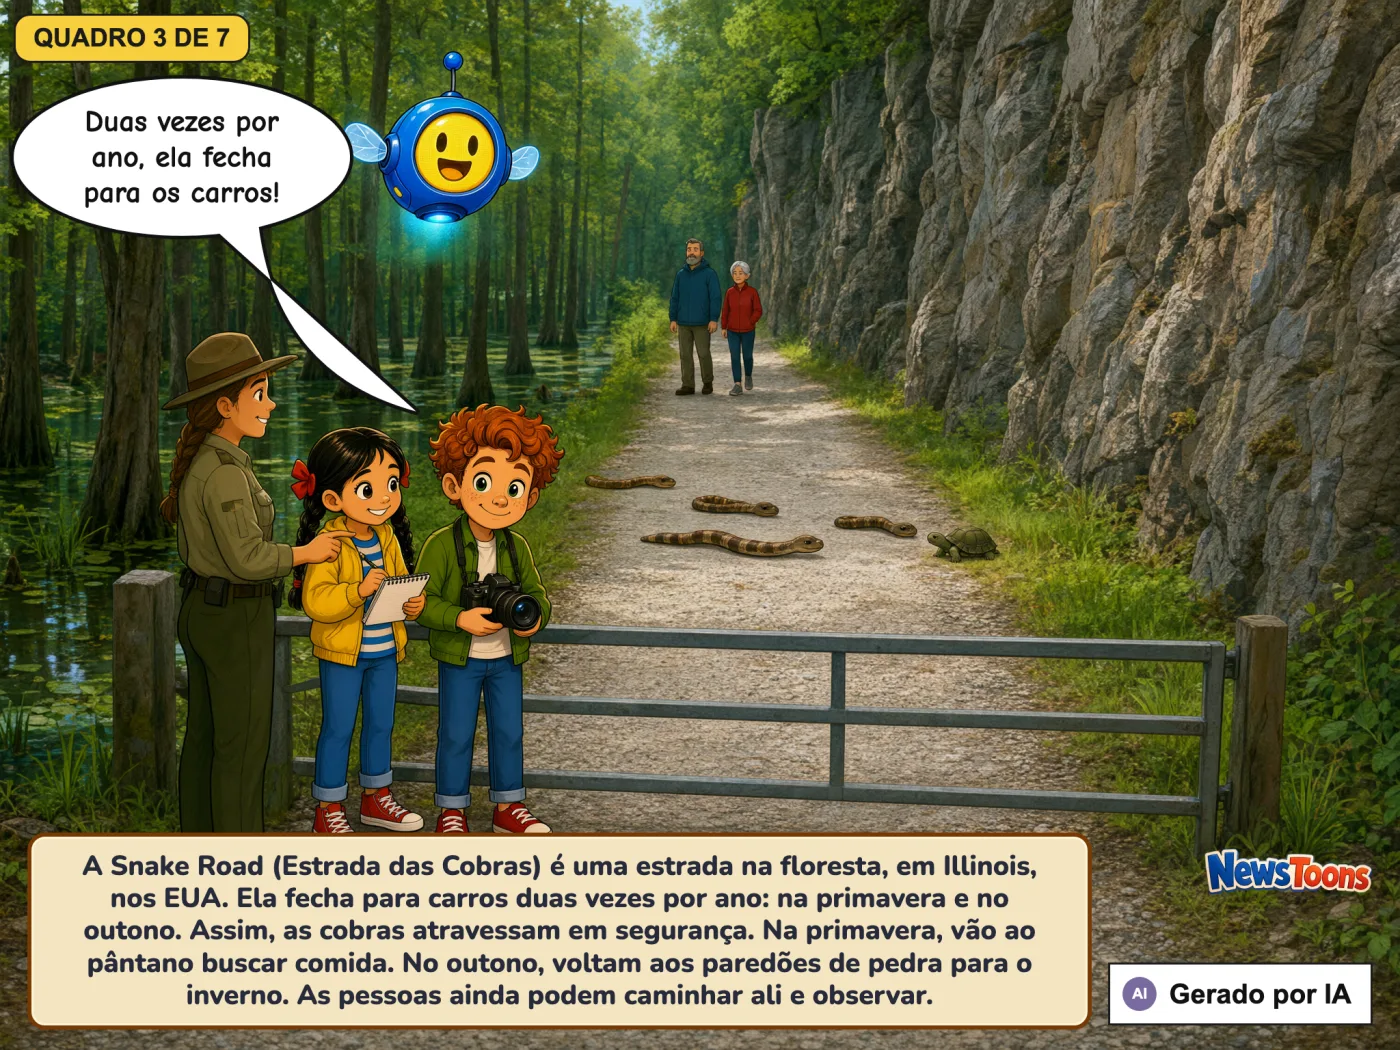 QUADRO 3 DE 7
Duas vezes por
ano, ela fecha
para os carros!
A Snake Road (Estrada das Cobras) é uma estrada na floresta, em Illinois,
nos EUA. Ela fecha para carros duas vezes por ano: na primavera e no
outono. Assim, as cobras atravessam em segurança. Na primavera, vão ao
pântano buscar comida. No outono, voltam aos paredões de pedra para o
inverno. As pessoas ainda podem caminhar ali e observar.
NewsToons
AI Gerado por IA